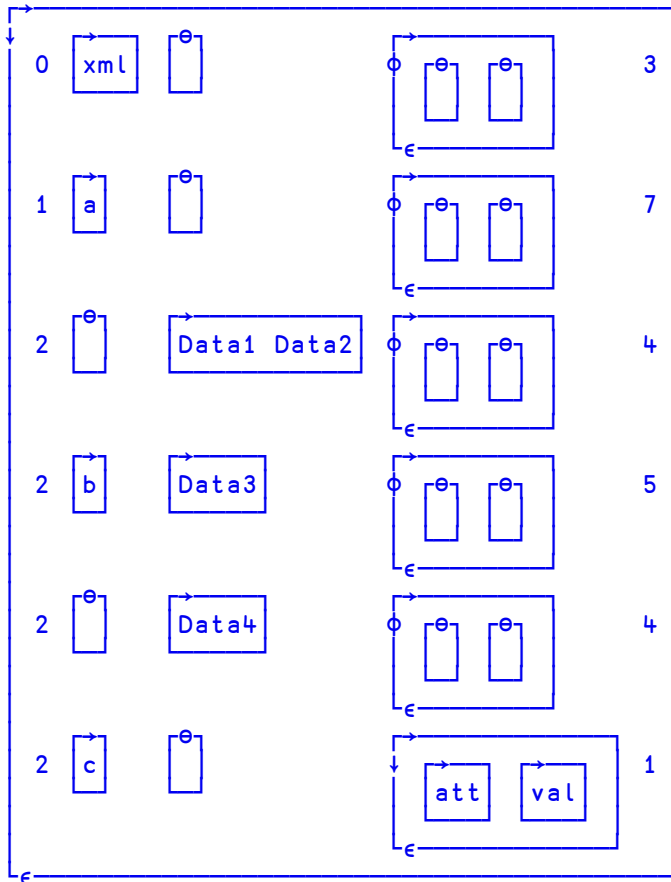 0 xml 3
1 a 7
2 Data1 Data2 4
2 b Data3 5
2 Data4 4
2 c att val 1